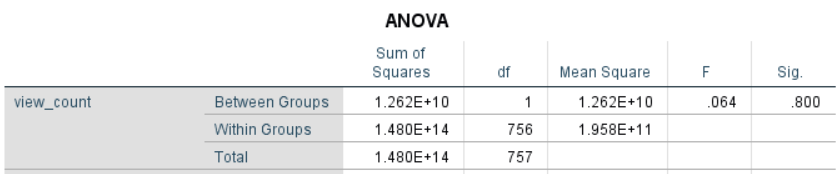 ANOVA
Sum of Squares df Mean Square F Sig.
view_count Between Groups 1.262E+10 1 1.262E+10 .064 .800
Within Groups 1.480E+14 756 1.958E+11
Total 1.480E+14 757